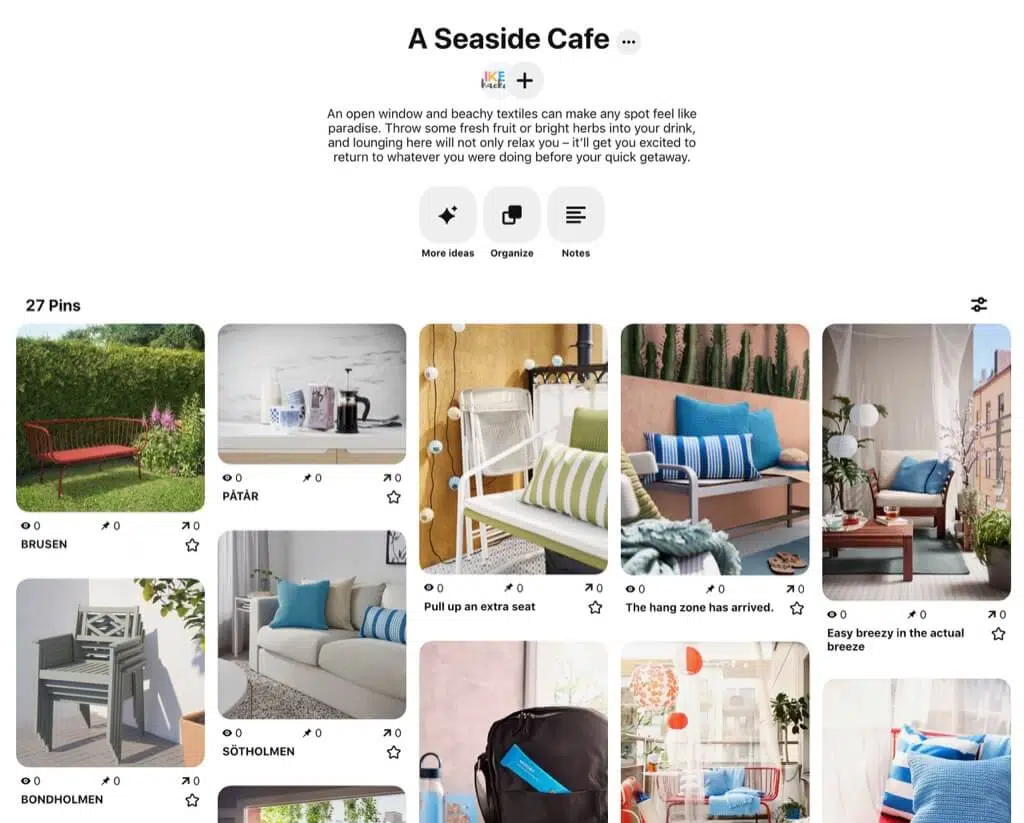 A Seaside Cafe
IKE
hacke
An open window and beachy textiles can make any spot feel like
paradise. Throw some fresh fruit or bright herbs into your drink,
and lounging here will not only relax you – it'll get you excited to
return to whatever you were doing before your quick getaway.
More ideas
Organize
Notes
27 Pins
0 0 0
BRUSEN
0 0 0
PÅTÅR
0 0 0
Pull up an extra seat
0 0 0
The hang zone has arrived.
0 0 0
Easy breezy in the actual
breeze
0 0 0
BONDHOLMEN
0 0 0
SÖTHOLMEN